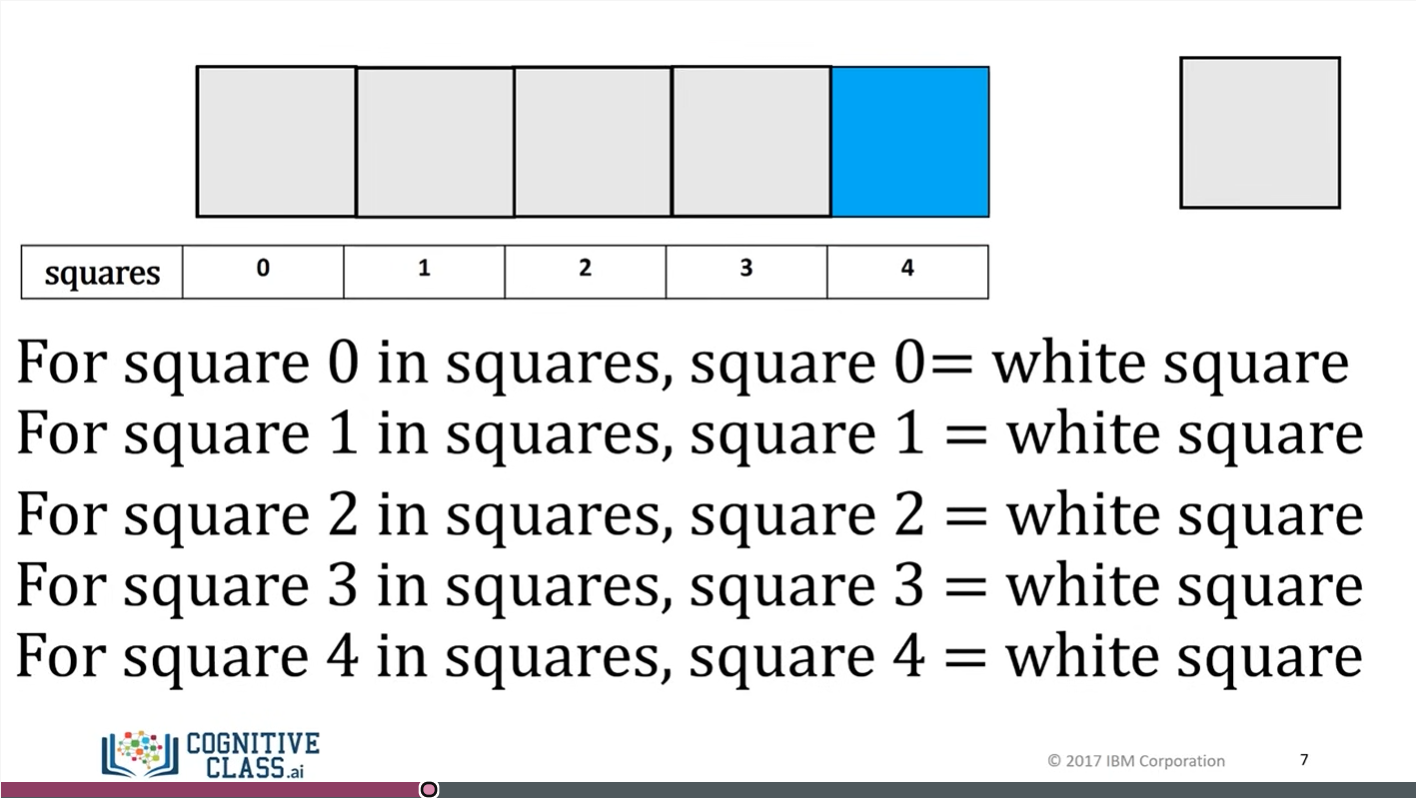 squares 0 1 2 3 4
For square 0 in squares, square 0= white square
For square 1 in squares, square 1 = white square
For square 2 in squares, square 2 = white square
For square 3 in squares, square 3 = white square
For square 4 in squares, square 4 = white square
COGNITIVE
CLASS.ai
© 2017 IBM Corporation 7